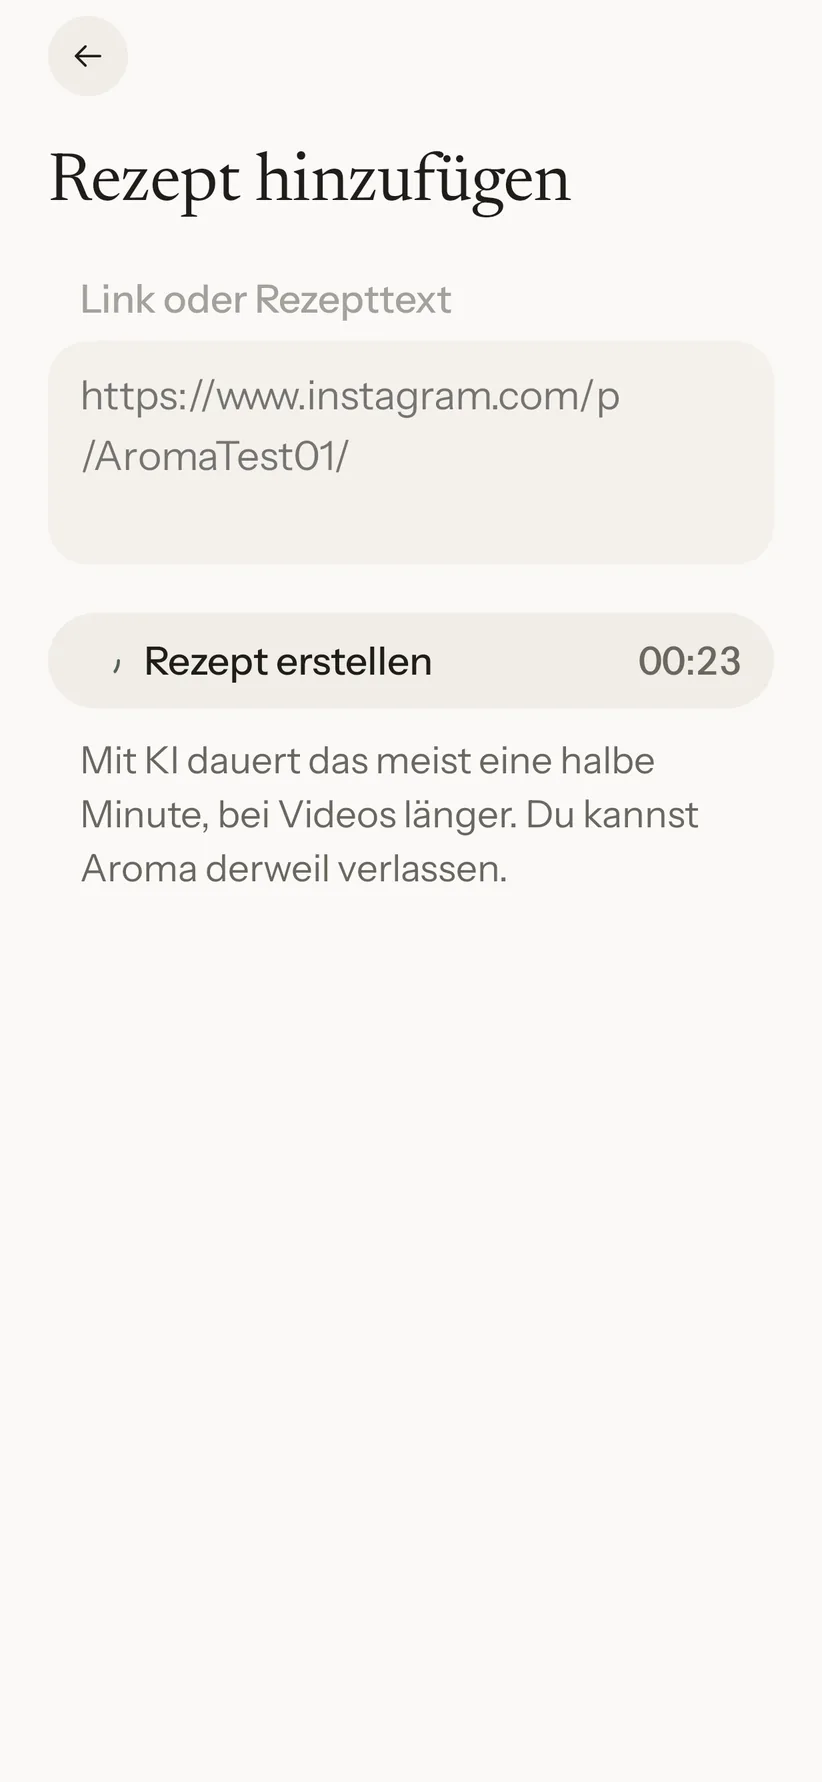 Rezept hinzufügen
Link oder Rezepttext
https://www.instagram.com/p
/AromaTest01/
Rezept erstellen 00:23
Mit KI dauert das meist eine halbe
Minute, bei Videos länger. Du kannst
Aroma derweil verlassen.